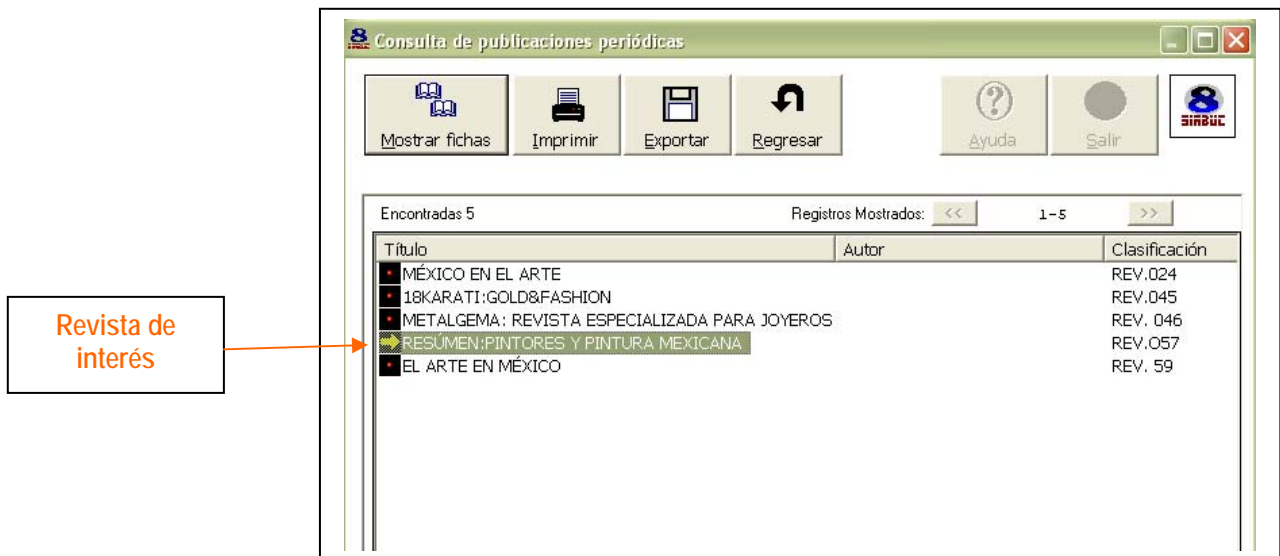 Consulta de publicaciones periódicas
Mostrar fichas Imprimir Exportar Regresar Ayuda Salir
8
SIABUC
Encontradas 5 Registros Mostrados: << 1-5 >>
Título Autor Clasificación
MÉXICO EN EL ARTE REV.024
18KARATI:GOLD&FASHION REV.045
METALGEMA: REVISTA ESPECIALIZADA PARA JOYEROS REV. 046
RESÚMEN:PINTORES Y PINTURA MEXICANA REV.O57
EL ARTE EN MÉXICO REV. 59
Revista de
interés